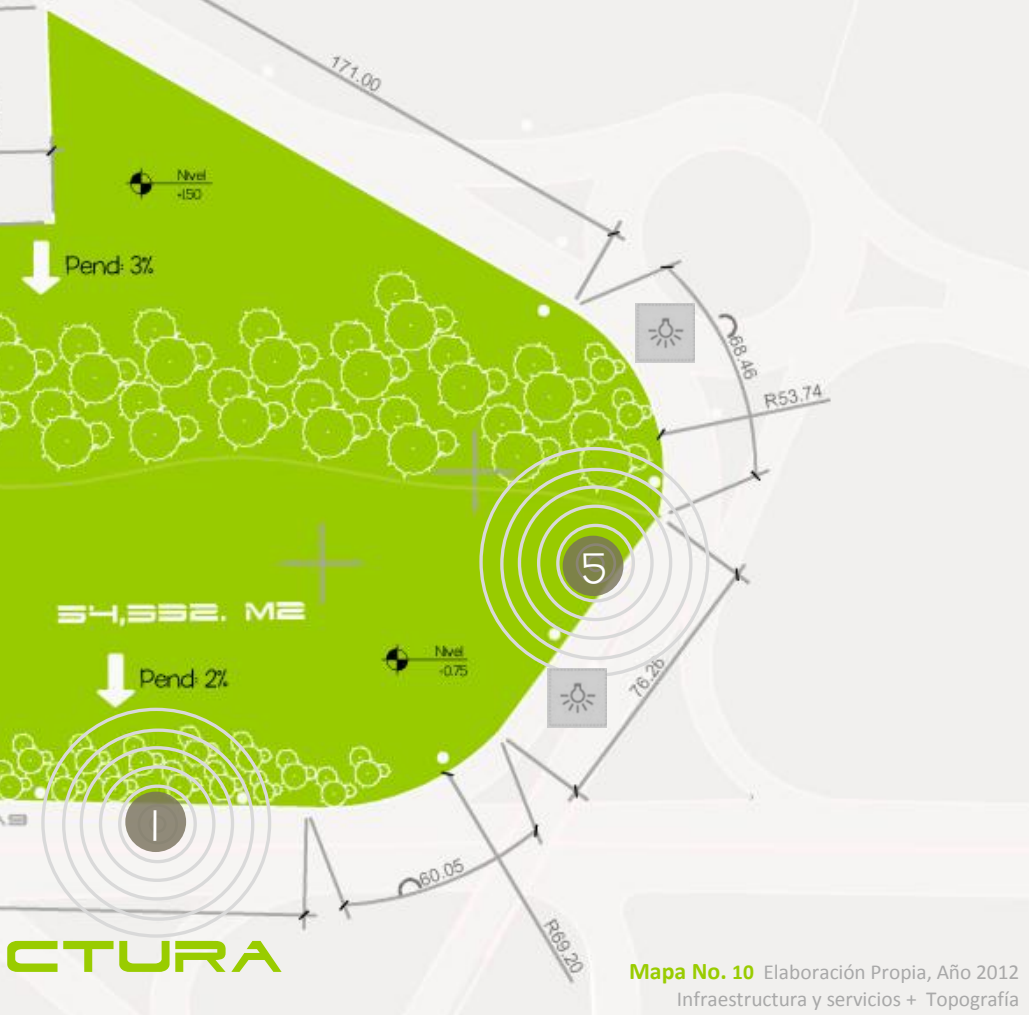 171.00
Nivel
-1.50
Pend: 3%
68.46
R53.74
5
54,332. M2
Nivel
-0.75
Pend: 2%
76.26
1
60.05
R69.20
CTURA
Mapa No. 10 Elaboración Propia, Año 2012
Infraestructura y servicios + Topografía